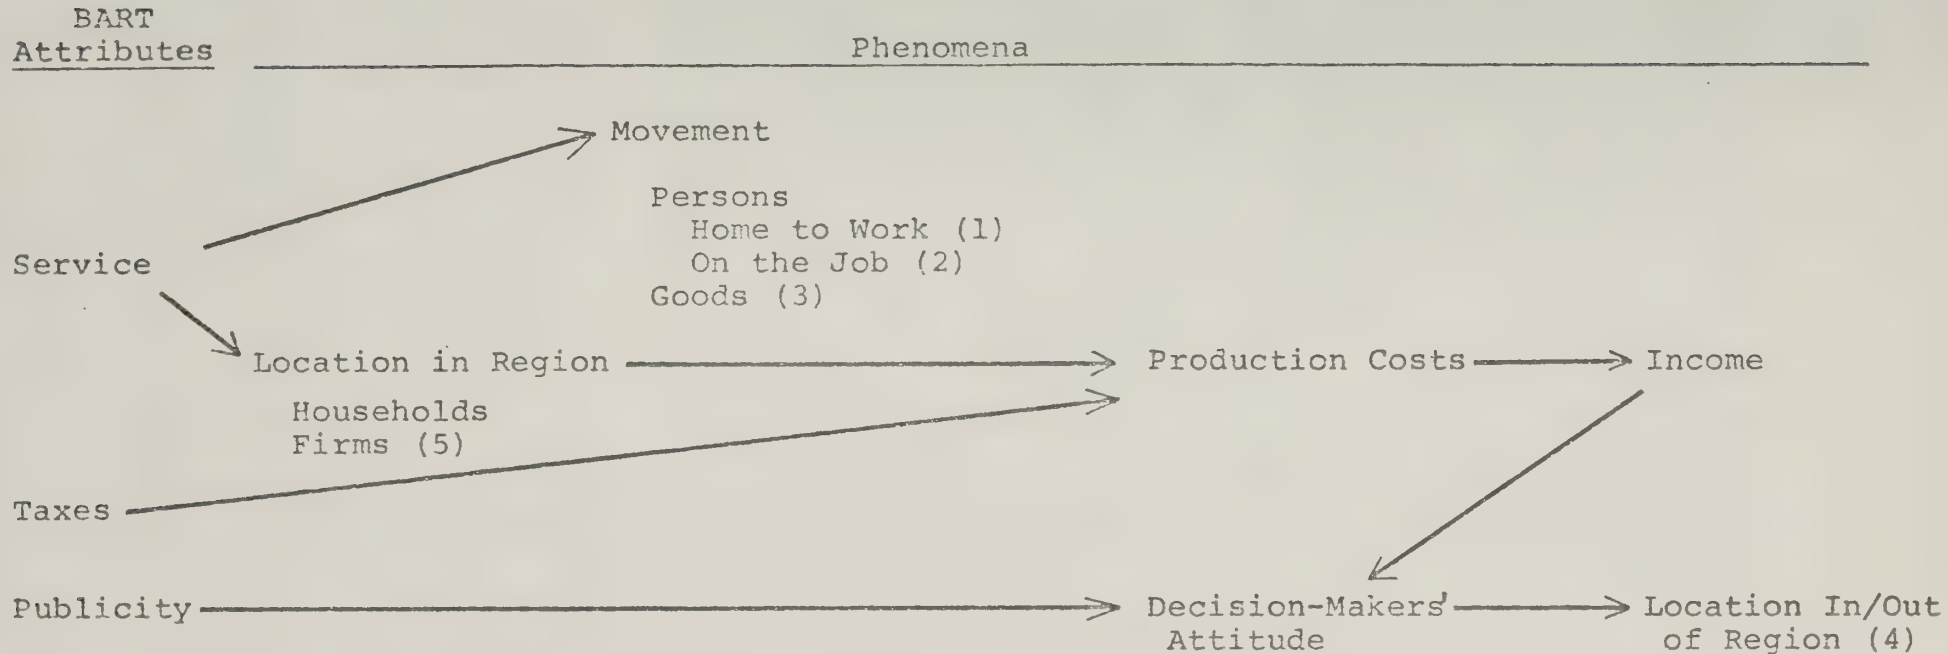 BART
Attributes
Phenomena
Movement
Persons
Home to Work (1)
On the Job (2)
Service
Goods (3)
Location in Region
Production Costs
Income
Households
Firms (5)
Taxes
Publicity
Decision-Makers'
Location In/Out
Attitude
of Region (4)